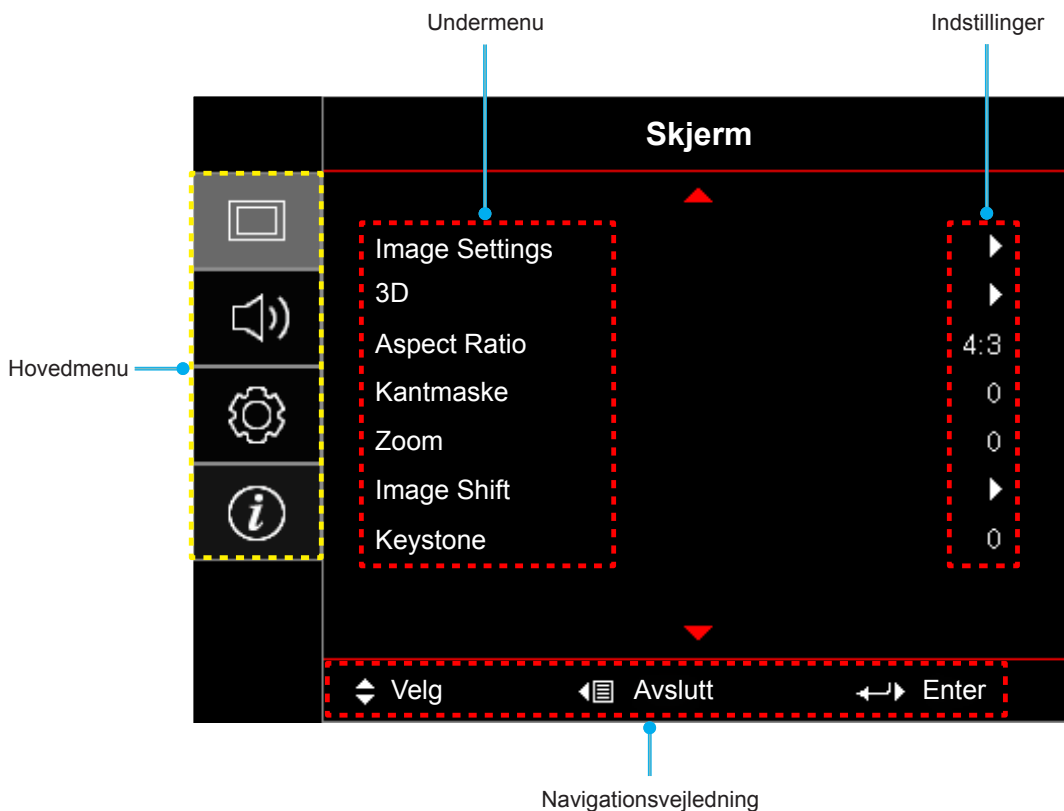 Undermenu
Indstillinger
Skjerm
Image Settings
3D
Aspect Ratio 4:3
Kantmaske 0
Zoom 0
Image Shift
Keystone 0
Hovedmenu
Velg Avslutt Enter
Navigationsvejledning